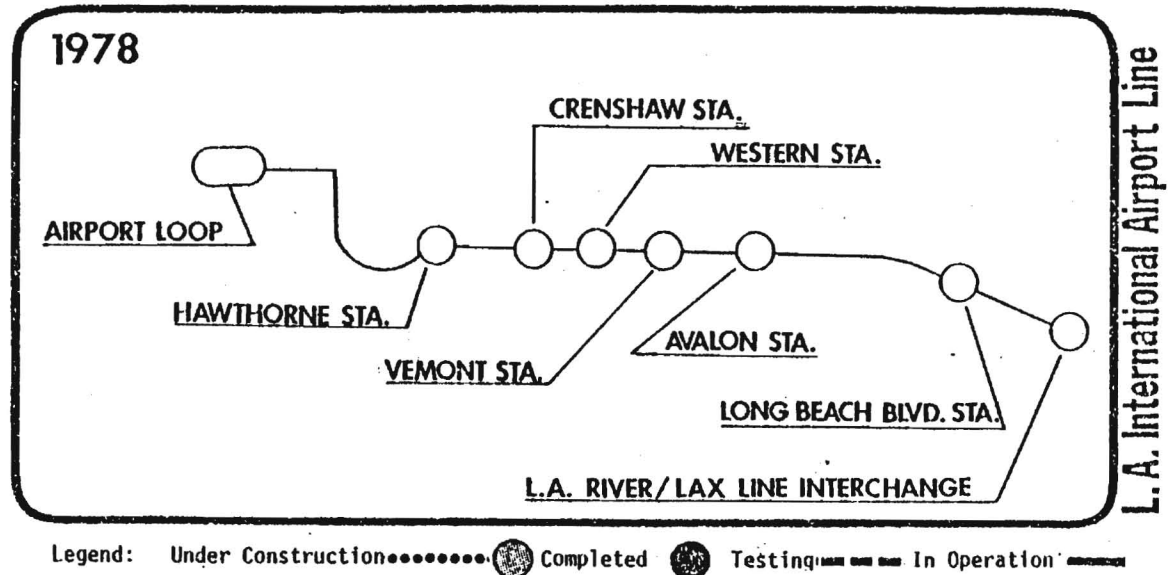 1978
CRENSHAW STA.
WESTERN STA.
AIRPORT LOOP
HAWTHORNE STA.
VEMONT STA.
AVALON STA.
LONG BEACH BLVD. STA.
L.A. RIVER/LAX LINE INTERCHANGE
L.A. International Airport Line
Legend: Under Construction Completed Testing In Operation